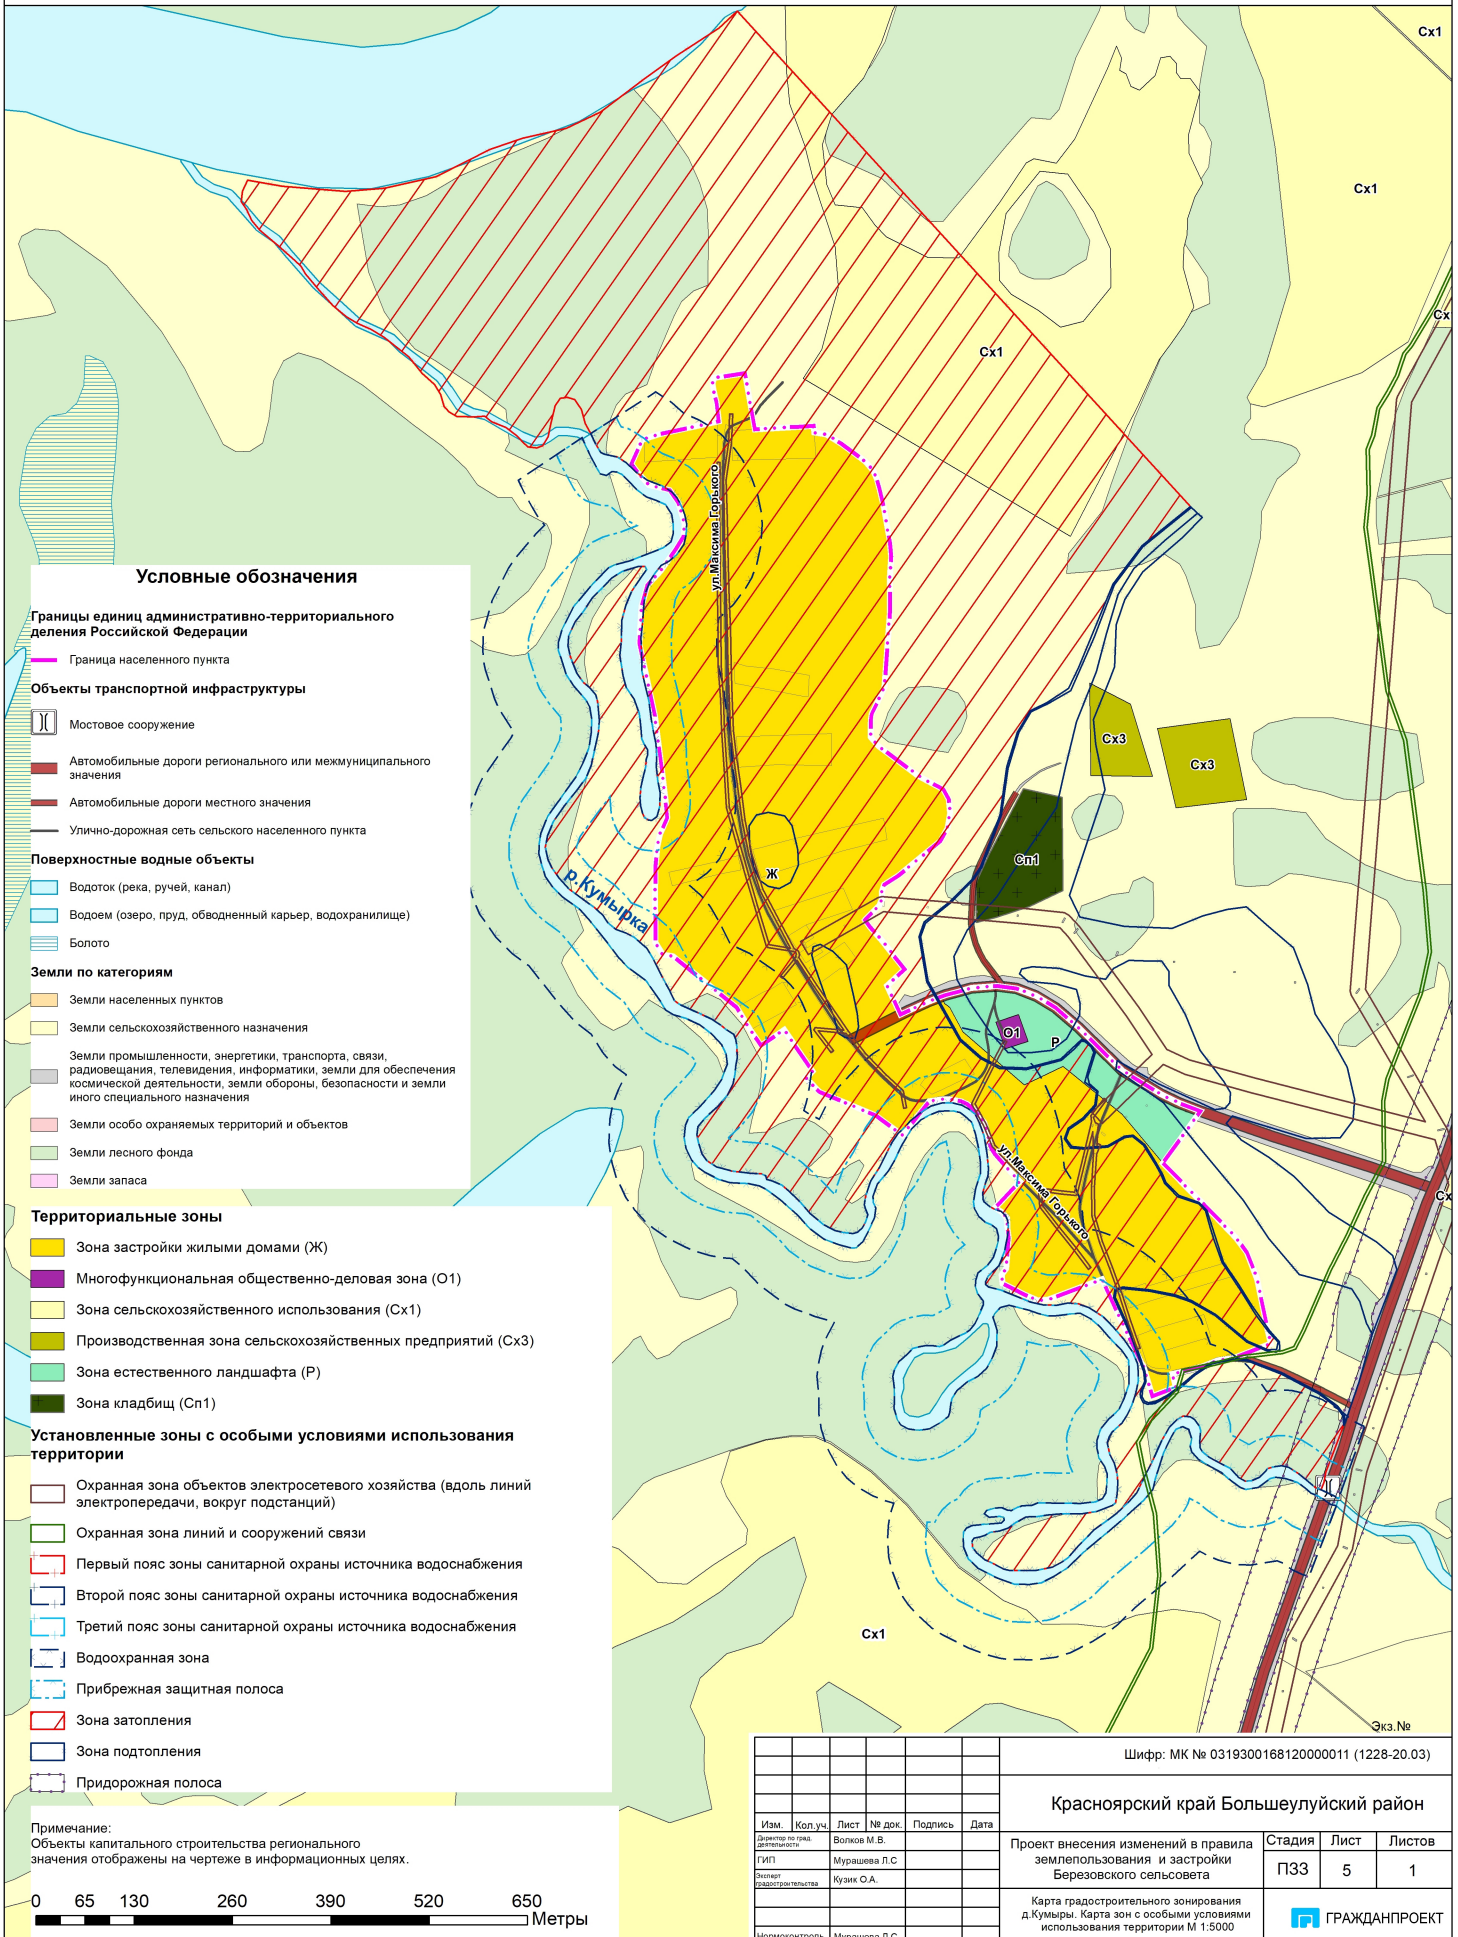 Сх1
Сх1
Сх
Сх1
ул.Максима Горького
Сх3
Сх3
Сп1
Ж
р.Кумырка
О1
Р
ул.Максима Горького
Сх
Сх1
Условные обозначения
Границы единиц административно-территориального
деления Российской Федерации
Граница населенного пункта
Объекты транспортной инфраструктуры
Мостовое сооружение
Автомобильные дороги регионального или межмуниципального
значения
Автомобильные дороги местного значения
Улично-дорожная сеть сельского населенного пункта
Поверхностные водные объекты
Водоток (река, ручей, канал)
Водоем (озеро, пруд, обводненный карьер, водохранилище)
Болото
Земли по категориям
Земли населенных пунктов
Земли сельскохозяйственного назначения
Земли промышленности, энергетики, транспорта, связи,
радиовещания, телевидения, информатики, земли для обеспечения
космической деятельности, земли обороны, безопасности и земли
иного специального назначения
Земли особо охраняемых территорий и объектов
Земли лесного фонда
Земли запаса
Территориальные зоны
Зона застройки жилыми домами (Ж)
Многофункциональная общественно-деловая зона (О1)
Зона сельскохозяйственного использования (Сх1)
Производственная зона сельскохозяйственных предприятий (Сх3)
Зона естественного ландшафта (Р)
Зона кладбищ (Сп1)
Установленные зоны с особыми условиями использования
территории
Охранная зона объектов электросетевого хозяйства (вдоль линий
электропередачи, вокруг подстанций)
Охранная зона линий и сооружений связи
Первый пояс зоны санитарной охраны источника водоснабжения
Второй пояс зоны санитарной охраны источника водоснабжения
Третий пояс зоны санитарной охраны источника водоснабжения
Водоохранная зона
Прибрежная защитная полоса
Зона затопления
Зона подтопления
Придорожная полоса
Примечание:
Объекты капитального строительства регионального
значения отображены на чертеже в информационных целях.
0 65 130 260 390 520 650
Метры
Экз.№
Шифр: МК № 0319300168120000011 (1228-20.03)
Красноярский край Большеулуйский район
Изм. Кол.уч. Лист № док. Подпись Дата
Директор по град. деятельности Волков М.В.
ГИП Мурашева Л.С
Эксперт градостроительства Кузик О.А.
Нормоконтроль Мурашева Л.С
Проект внесения изменений в правила
землепользования и застройки
Березовского сельсовета
Стадия Лист Листов
ПЗЗ 5 1
Карта градостроительного зонирования
д.Кумыры. Карта зон с особыми условиями
использования территории М 1:5000
ГРАЖДАНПРОЕКТ